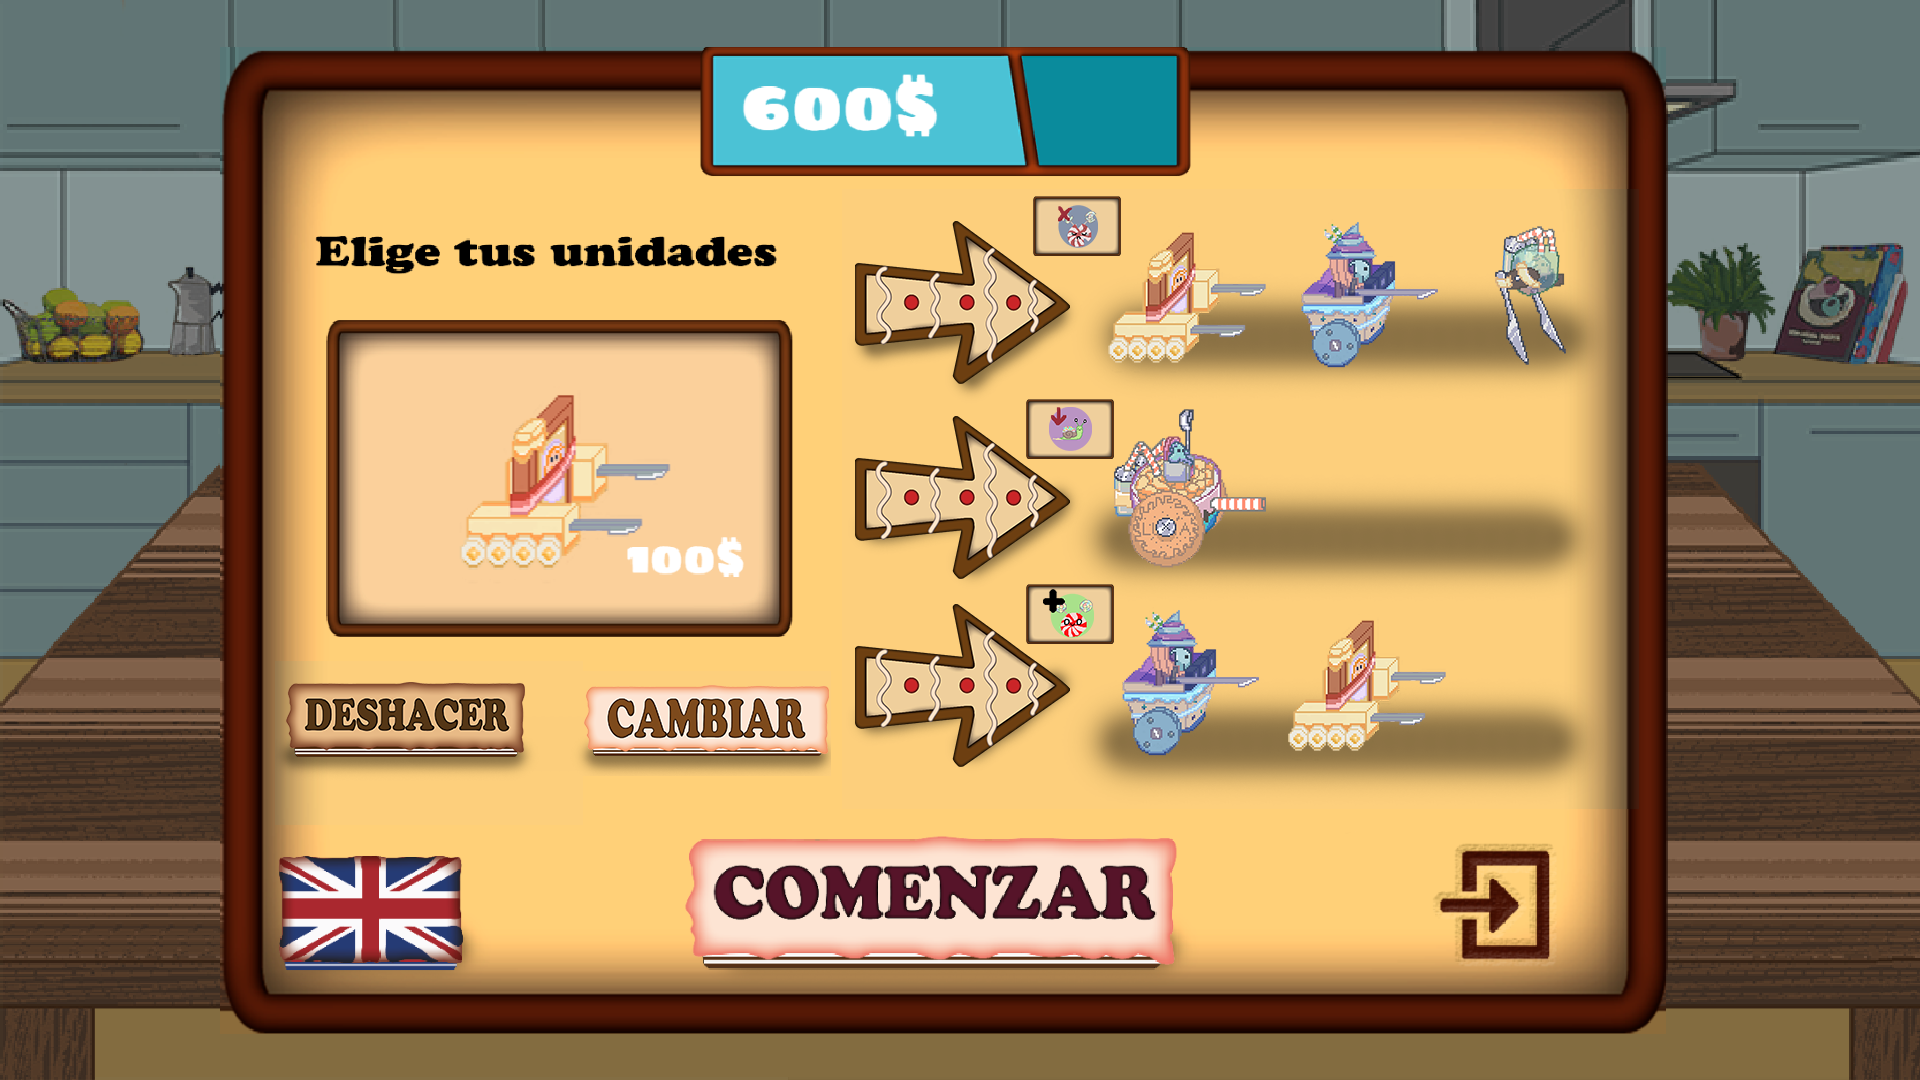 600$
Elige tus unidades
100$
DESHACER
CAMBIAR
COMENZAR